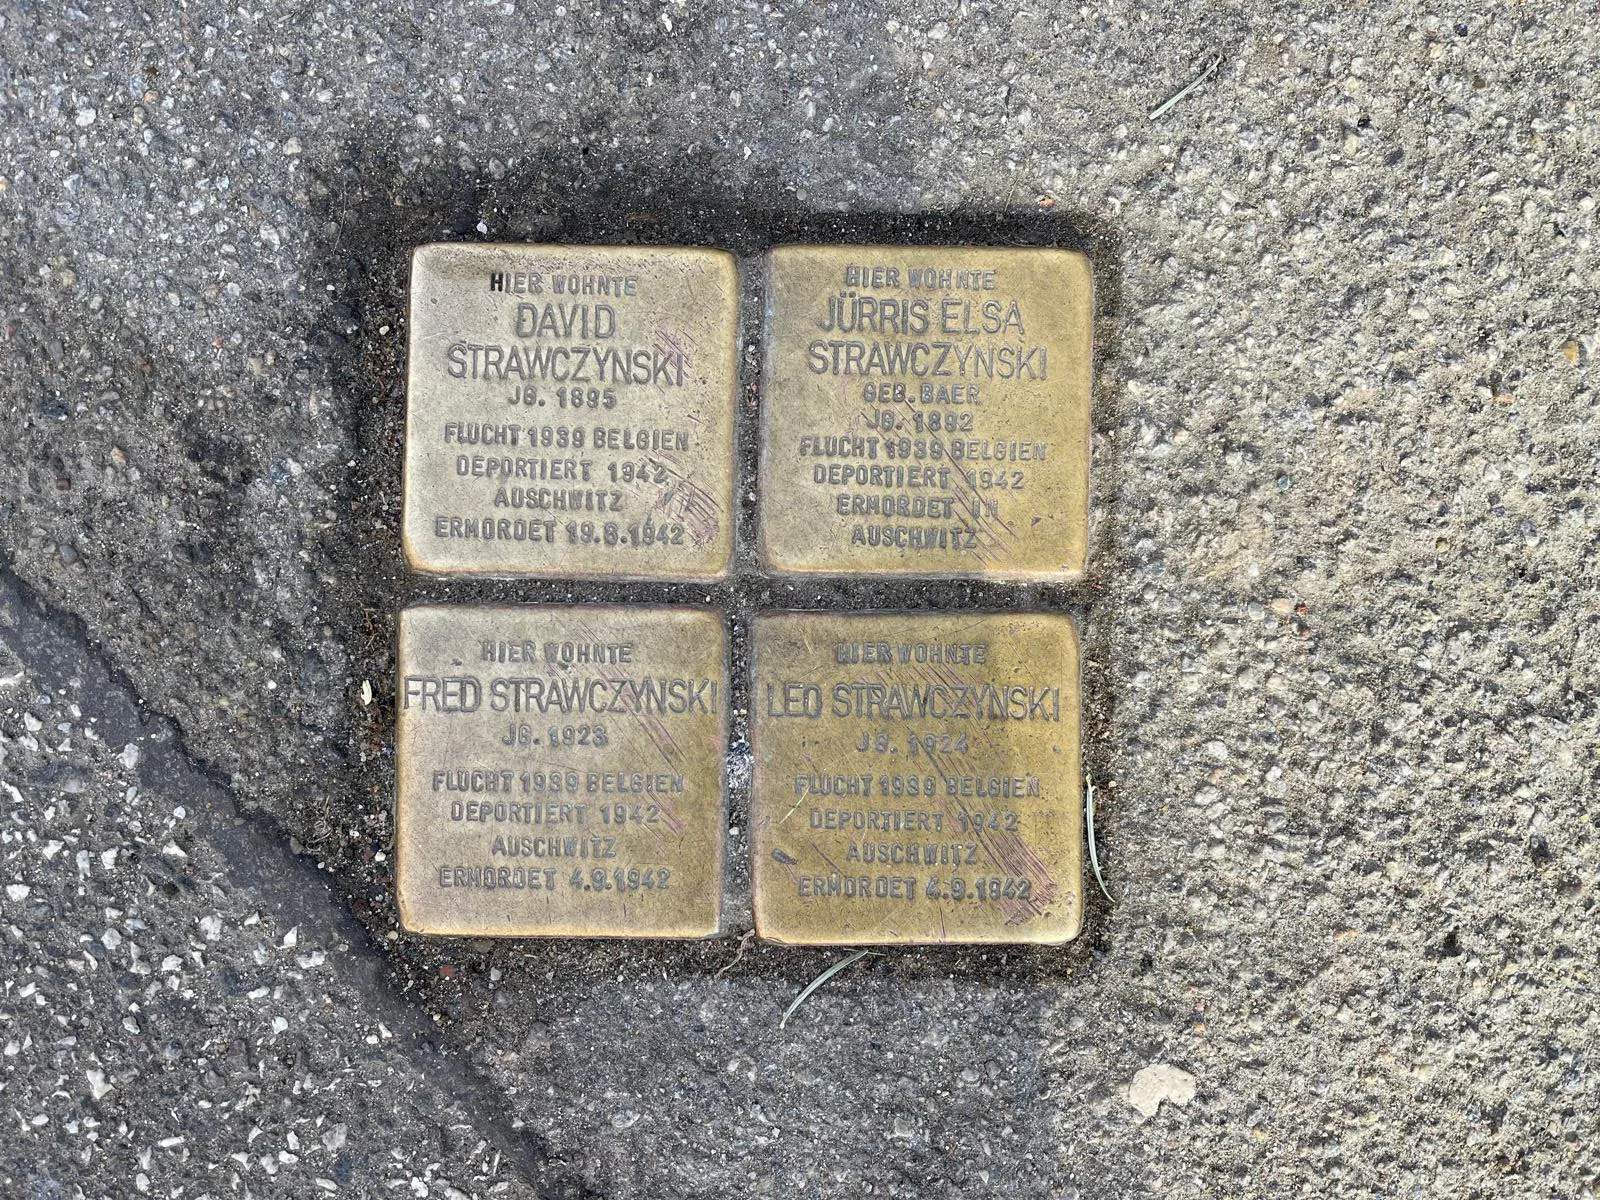 HIER WOHNTE
DAVID
STRAWCZYNSKI
JG. 1895
FLUCHT 1939 BELGIEN
DEPORTIERT 1942
AUSCHWITZ
ERMORDET 19.8.1942
HIER WOHNTE
JÜRRIS ELSA
STRAWCZYNSKI
GEB. BAER
JG. 1892
FLUCHT 1939 BELGIEN
DEPORTIERT 1942
ERMORDET IN
AUSCHWITZ
HIER WOHNTE
FRED STRAWCZYNSKI
JG. 1923
FLUCHT 1939 BELGIEN
DEPORTIERT 1942
AUSCHWITZ
ERMORDET 4.9.1942
HIER WOHNTE
LEO STRAWCZYNSKI
JG. 1924
FLUCHT 1939 BELGIEN
DEPORTIERT 1942
AUSCHWITZ
ERMORDET 4.9.1942